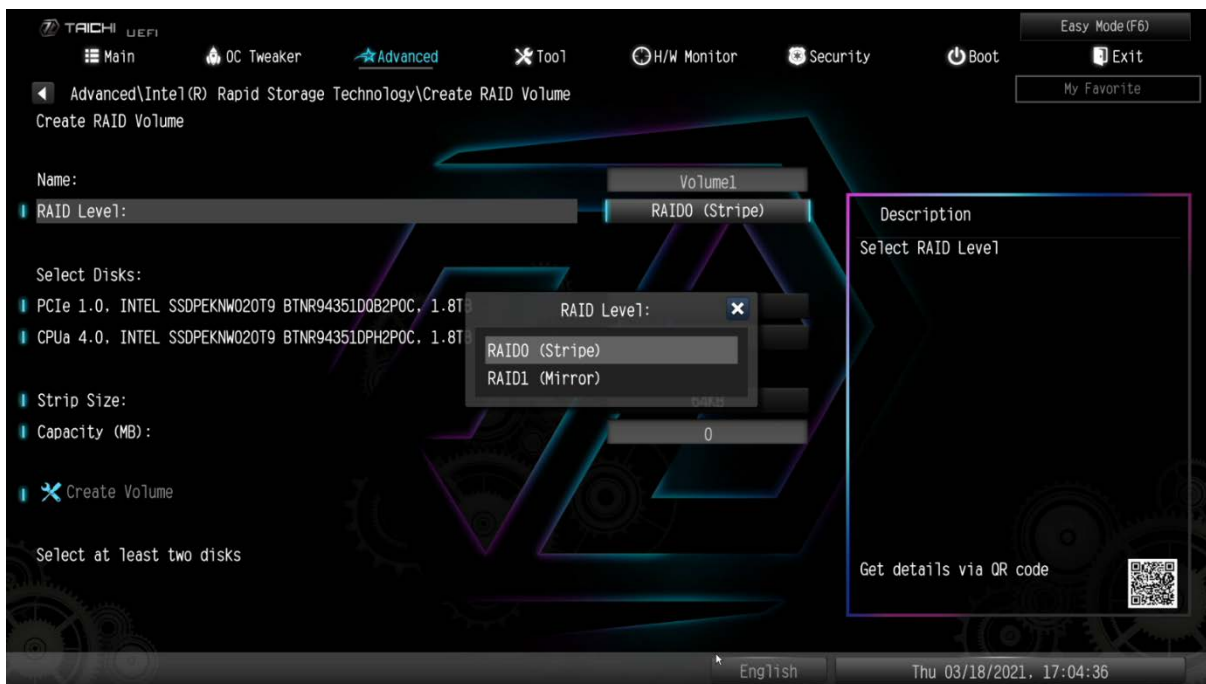 TAICHI UEFI
Easy Mode(F6)
Main OC Tweaker Advanced Tool H/W Monitor Security Boot Exit
Advanced\Intel(R) Rapid Storage Technology\Create RAID Volume
My Favorite
Create RAID Volume
Name: Volume1
RAID Level: RAID0 (Stripe)
Description
Select RAID Level
Select Disks:
PCIe 1.0, INTEL SSDPEKNW020T9 BTNR94351DQB2P0C, 1.8TB
CPUa 4.0, INTEL SSDPEKNW020T9 BTNR94351DPH2P0C, 1.8TB
RAID Level:
RAID0 (Stripe)
RAID1 (Mirror)
Strip Size: 64KB
Capacity (MB): 0
Create Volume
Select at least two disks
Get details via QR code
English
Thu 03/18/2021, 17:04:36